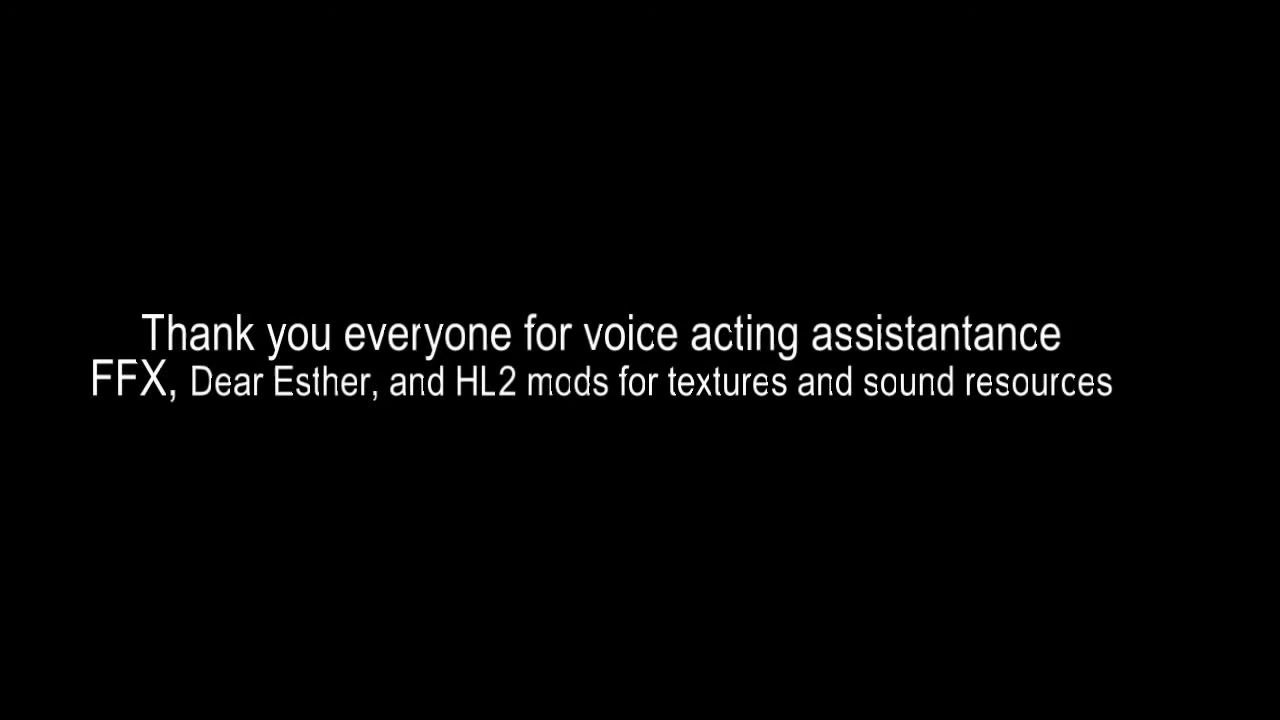 Thank you everyone for voice acting assistantance
FFX, Dear Esther, and HL2 mods for textures and sound resources